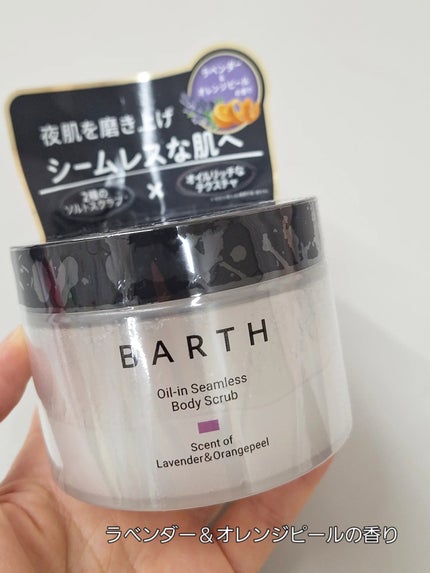 ラベンダー
&
オレンジピール
の香り
夜肌を磨き上げ
シームレスな肌へ
2種の
ソルトスクラブ
×
オイルリッチな
テクスチャ
BARTH
Oil-in Seamless
Body Scrub
Scent of
Lavender&Orangepeel
ラベンダー&オレンジピールの香り